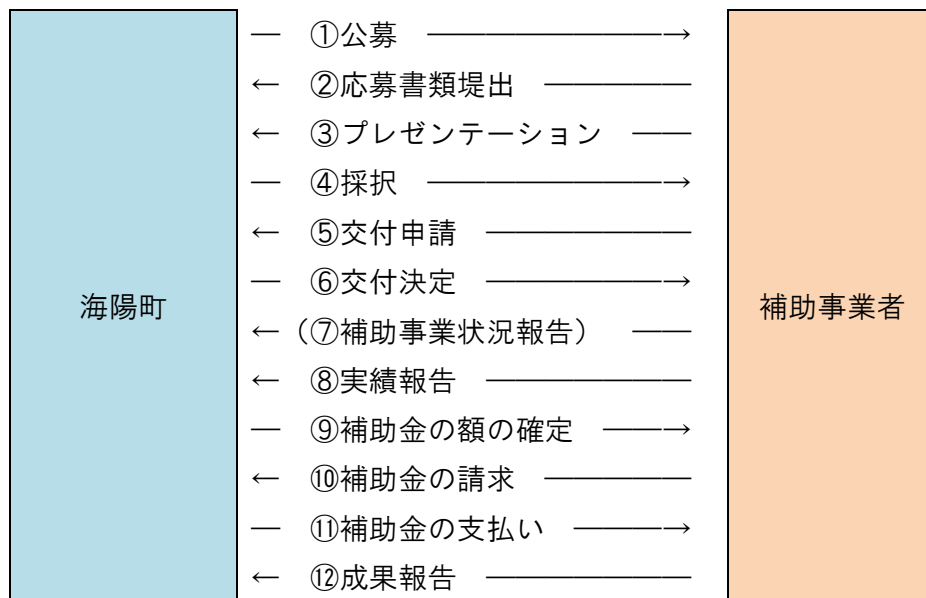 ― ①公募 ――――――――→
← ②応募書類堤出 ―――――
← ③プレゼンテーション ――
― ④採択 ――――――――→
← ⑤交付申請 ―――――――
― ⑥交付決定 ――――――→
海陽町
補助事業者
←（⑦補助事業状況報告） ――
← ⑧実績報告 ―――――――
― ⑨補助金の額の確定 ――→
← ⑩補助金の請求 ―――――
― ⑪補助金の支払い ―――→
← ⑫成果報告 ―――――――